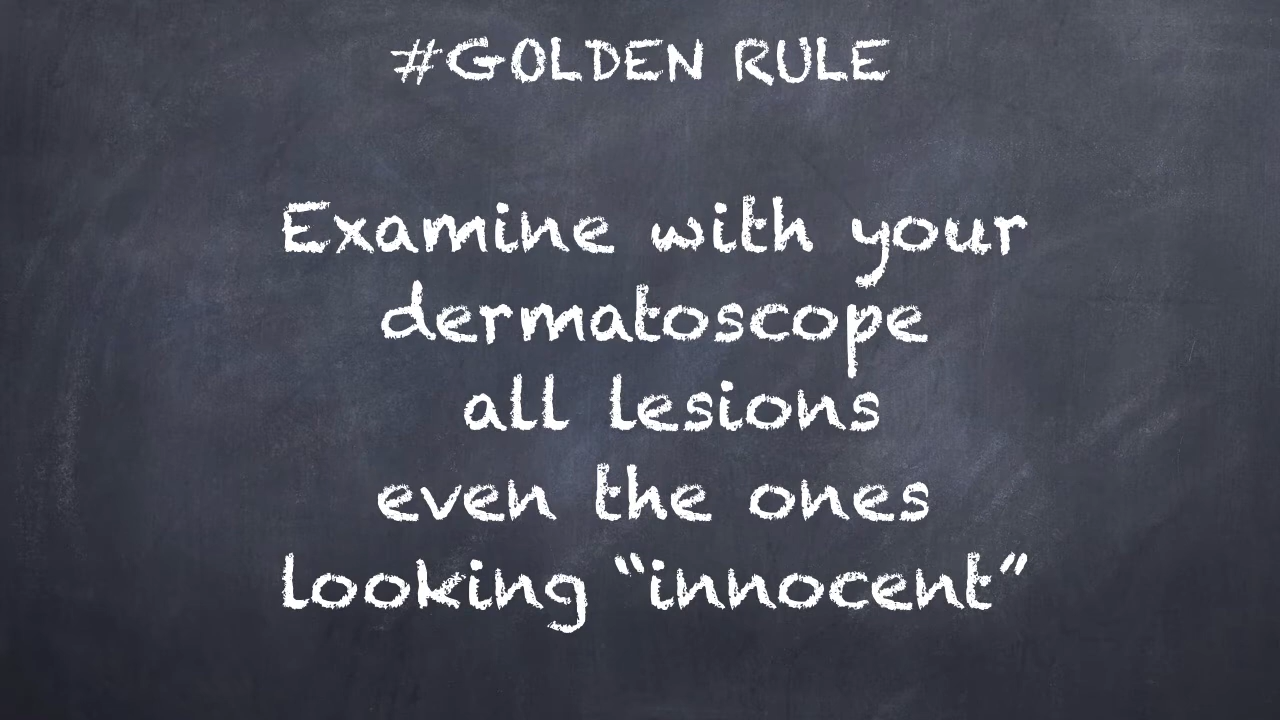 #GOLDEN RULE
Examine with your
dermatoscope
all lesions
even the ones
looking “innocent”